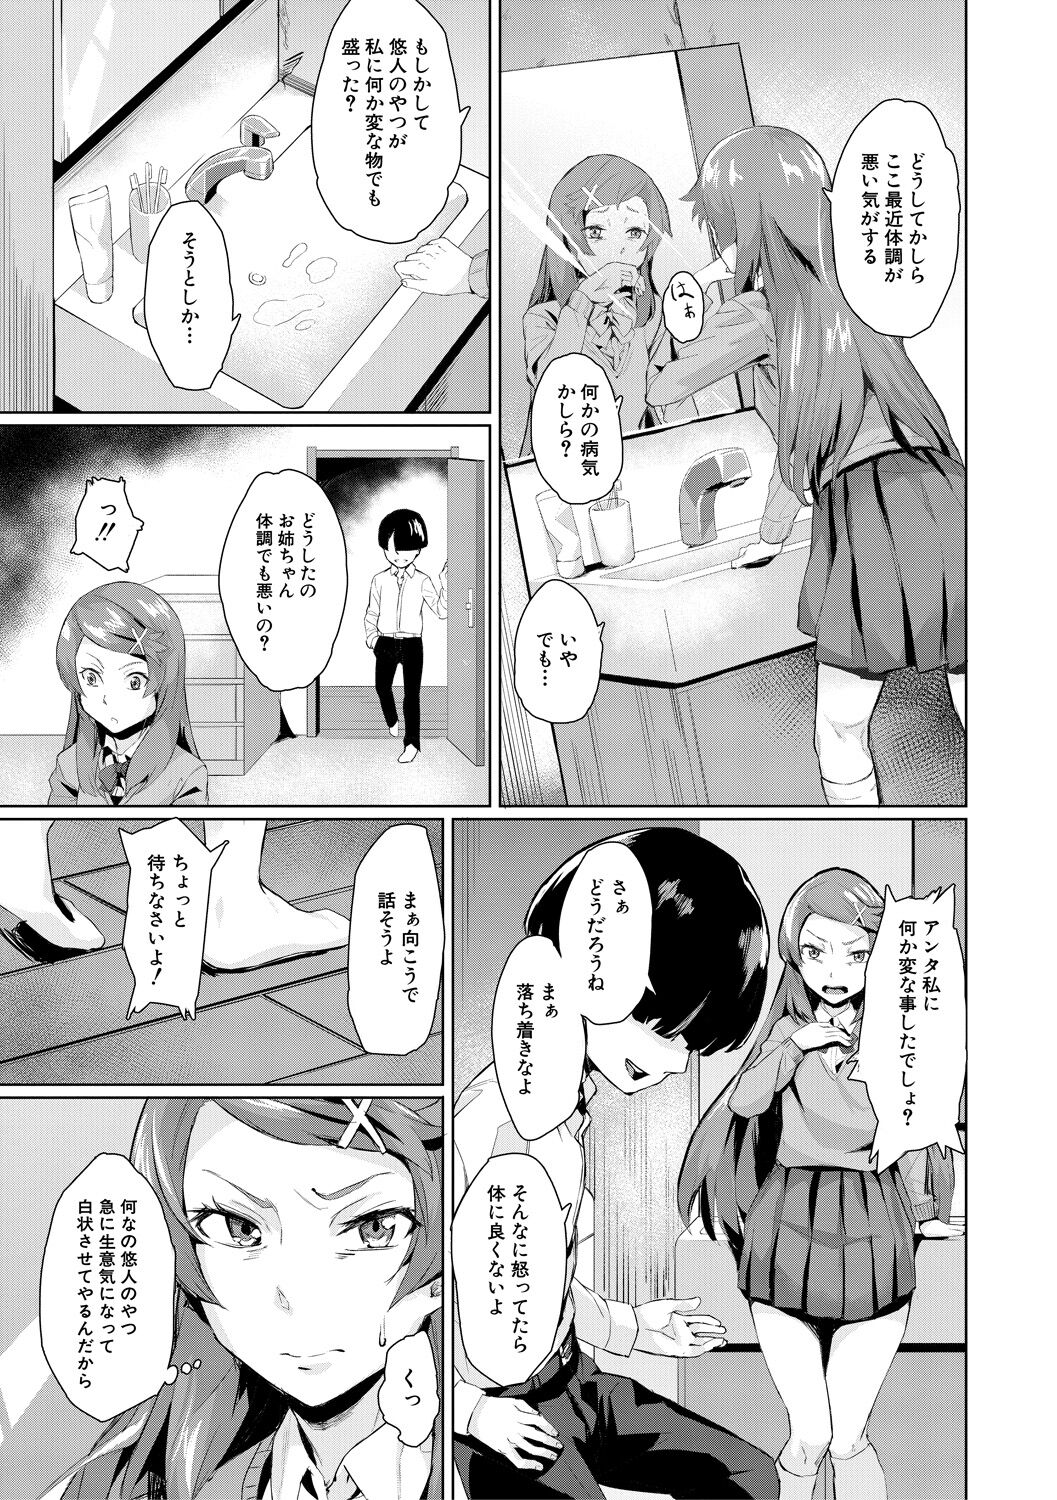 どうしてかしら
ここ最近体調が
悪い気がする
はぁ
何かの病気
かしら？
いや
でも…
もしかして
悠人のやつが
私に何か変な物でも
盛った？
そうとしか…
どうしたの
お姉ちゃん
体調でも悪いの？
っ!!
アンタ私に
何か変な事したでしょ？
さぁ
どうだろうね
まぁ
落ち着きなよ
そんなに怒ってたら
体に良くないよ
まぁ向こうで
話そうよ
ちょっと
待ちなさいよ！
くっ
何なの悠人のやつ
急に生意気になって
白状させてやるんだから